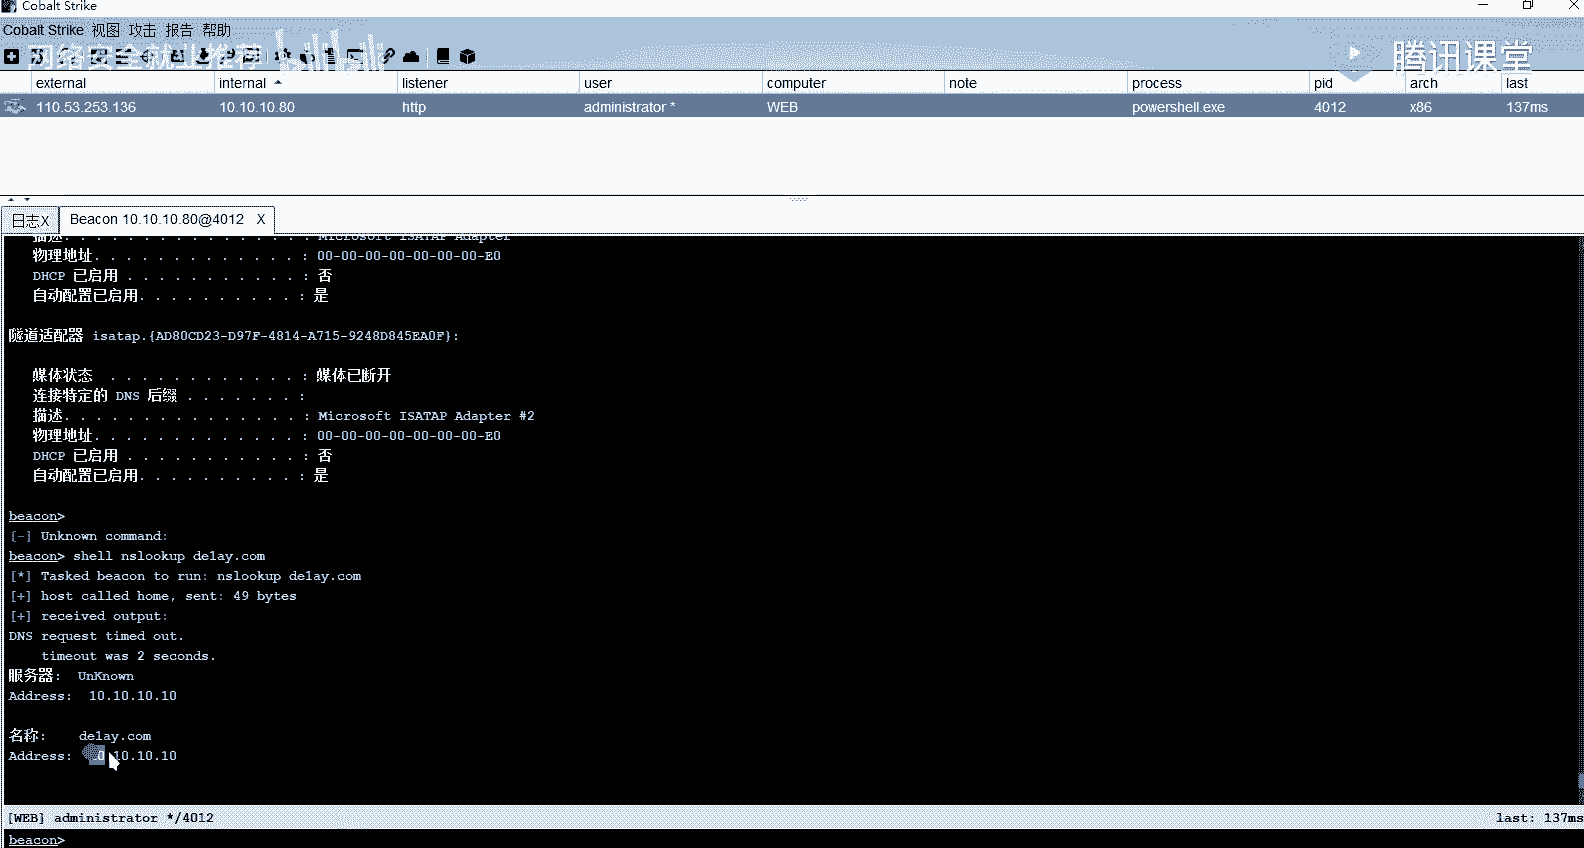 Cobalt Strike
Cobalt Strike 视图 攻击 报告 帮助
网络安全就业推荐 bilibili
腾讯课堂
external internal listener user computer note process pid arch last
110.53.253.136 10.10.10.80 http administrator * WEB powershell.exe 4012 x86 137ms
日志X Beacon 10.10.10.80@4012 X
描述. . . . . . . . . . . . . . . : Microsoft ISATAP Adapter
物理地址. . . . . . . . . . . . . : 00-00-00-00-00-00-00-E0
DHCP 已启用 . . . . . . . . . . . : 否
自动配置已启用. . . . . . . . . . : 是
隧道适配器 isatap.{AD80CD23-D97F-4814-A715-9248D845EA0F}:
媒体状态 . . . . . . . . . . . . : 媒体已断开
连接特定的 DNS 后缀 . . . . . . . :
描述. . . . . . . . . . . . . . . : Microsoft ISATAP Adapter #2
物理地址. . . . . . . . . . . . . : 00-00-00-00-00-00-00-E0
DHCP 已启用 . . . . . . . . . . . : 否
自动配置已启用. . . . . . . . . . : 是
beacon>
[-] Unknown command:
beacon> shell nslookup de1ay.com
[*] Tasked beacon to run: nslookup de1ay.com
[+] host called home, sent: 49 bytes
[+] received output:
DNS request timed out.
timeout was 2 seconds.
服务器: UnKnown
Address: 10.10.10.10
名称: de1ay.com
Address: 10.10.10.10
[WEB] administrator */4012 last: 137ms
beacon>